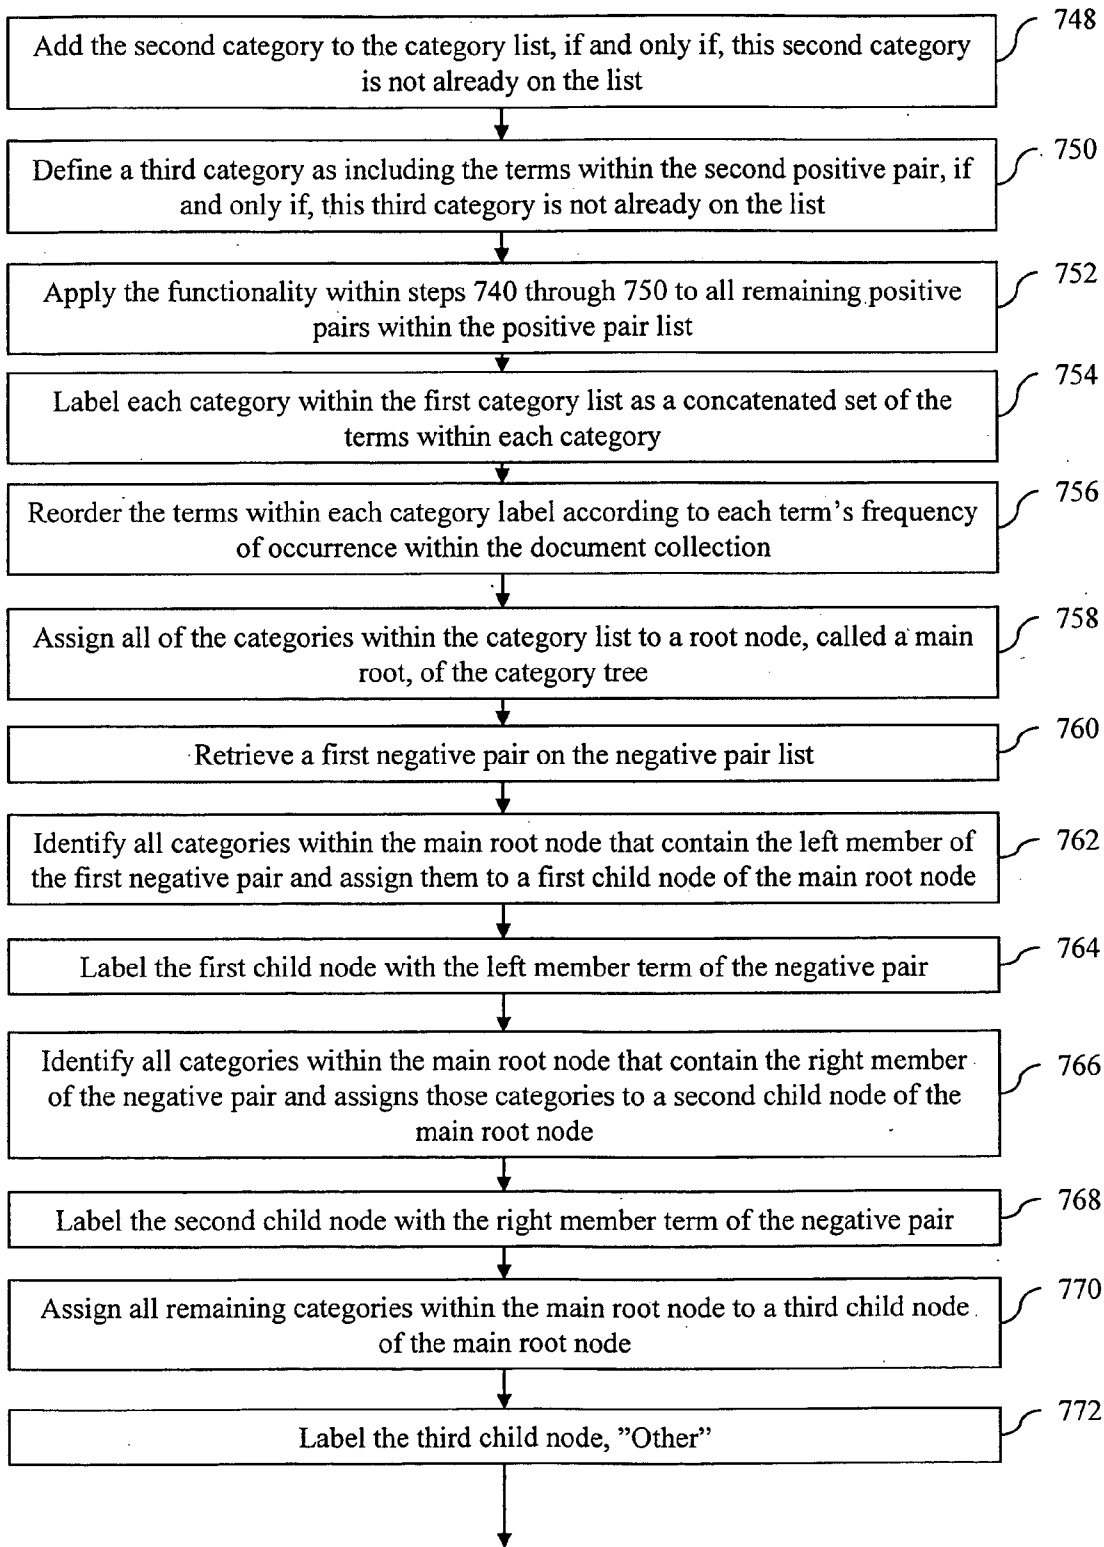 Add the second category to the category list, if and only if, this second category
is not already on the list
748
Define a third category as including the terms within the second positive pair, if
and only if, this third category is not already on the list
750
Apply the functionality within steps 740 through 750 to all remaining positive
pairs within the positive pair list
752
Label each category within the first category list as a concatenated set of the
terms within each category
754
Reorder the terms within each category label according to each term's frequency
of occurrence within the document collection
756
Assign all of the categories within the category list to a root node, called a main
root, of the category tree
758
Retrieve a first negative pair on the negative pair list
760
Identify all categories within the main root node that contain the left member of
the first negative pair and assign them to a first child node of the main root node
762
Label the first child node with the left member term of the negative pair
764
Identify all categories within the main root node that contain the right member
of the negative pair and assigns those categories to a second child node of the
main root node
766
Label the second child node with the right member term of the negative pair
768
Assign all remaining categories within the main root node to a third child node
of the main root node
770
Label the third child node, ”Other”
772